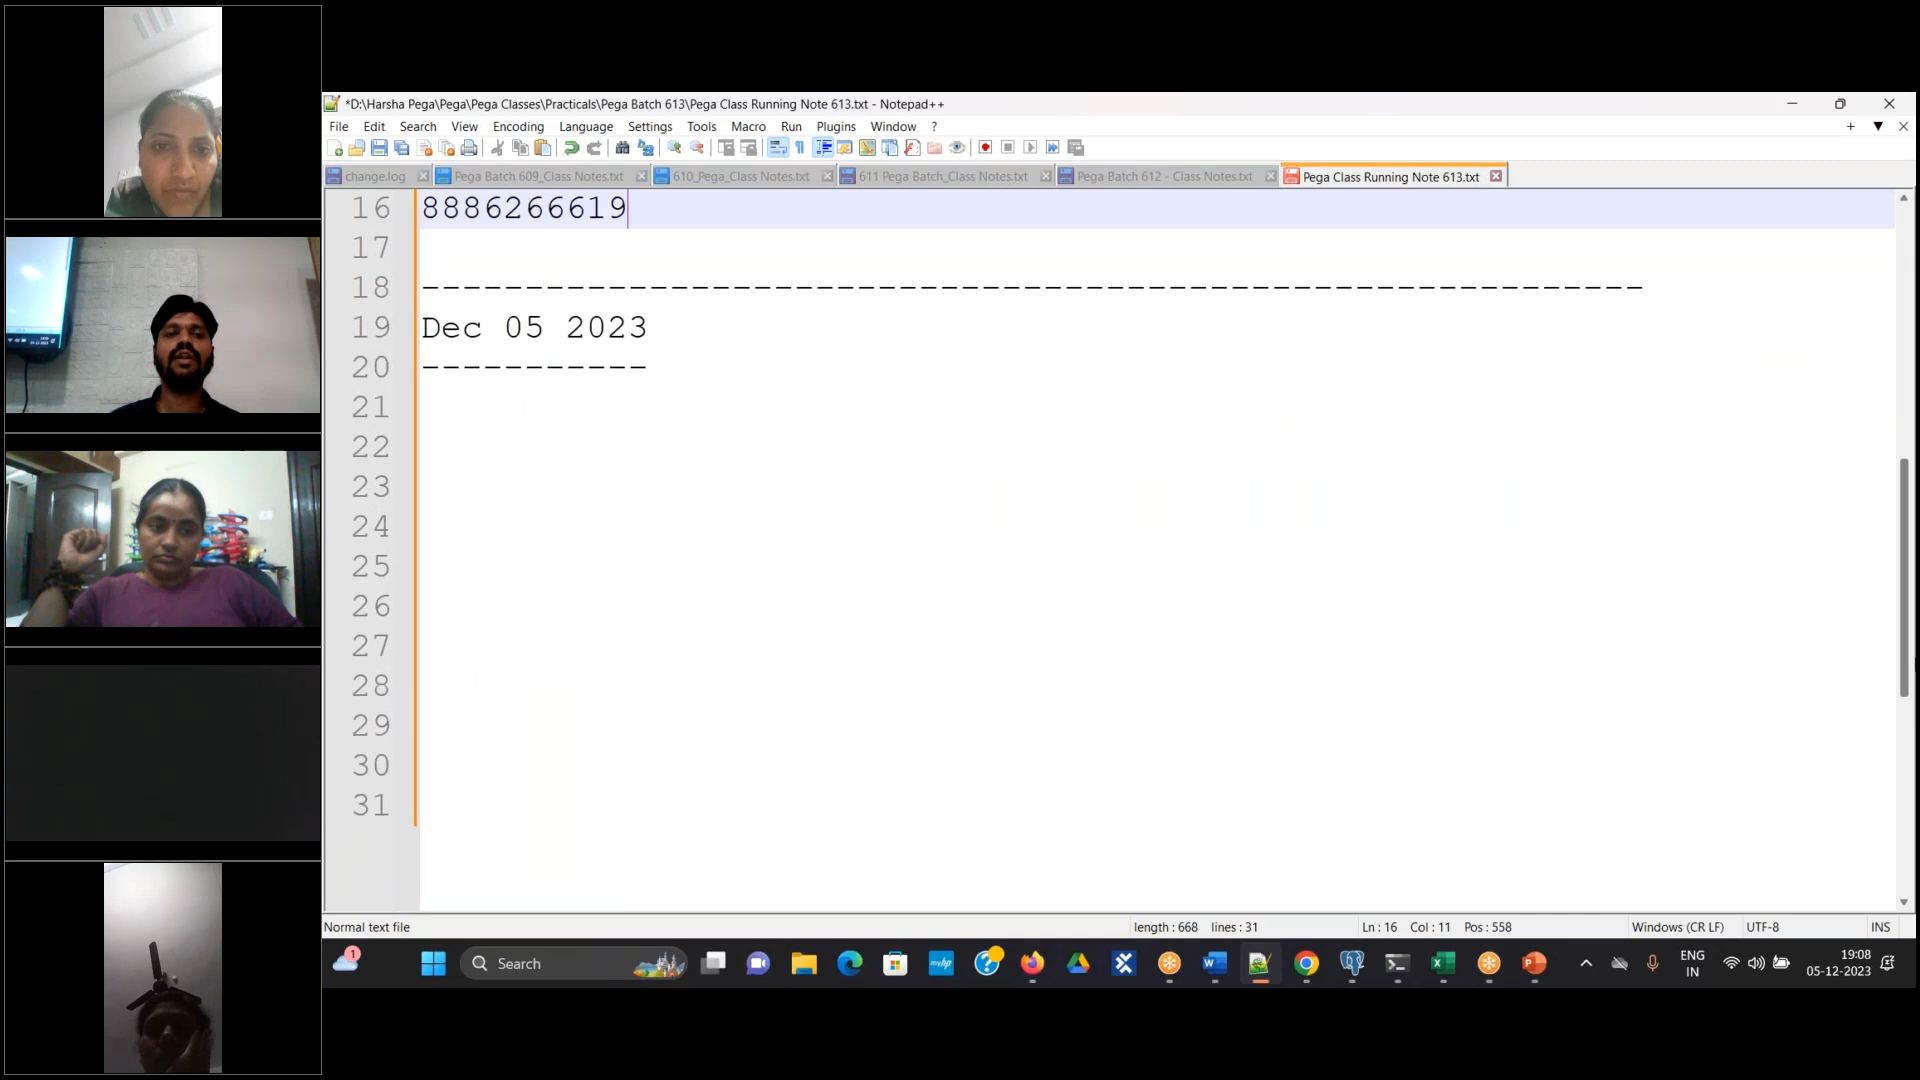 *D:\Harsha Pega\Pega\Pega Classes\Practicals\Pega Batch 613\Pega Class Running Note 613.txt - Notepad++
File Edit Search View Encoding Language Settings Tools Macro Run Plugins Window ?
change.log Pega Batch 609_Class Notes.txt 610_Pega_Class Notes.txt 611 Pega Batch_Class Notes.txt Pega Batch 612 - Class Notes.txt Pega Class Running Note 613.txt
16 8886266619
17
18 -----------------------------------------------------------
19 Dec 05 2023
20 -----------
21
22
23
24
25
26
27
28
29
30
31
Normal text file length : 668 lines : 31 Ln : 16 Col : 11 Pos : 558 Windows (CR LF) UTF-8 INS
1 Search myhp ENG 19:08
IN 05-12-2023